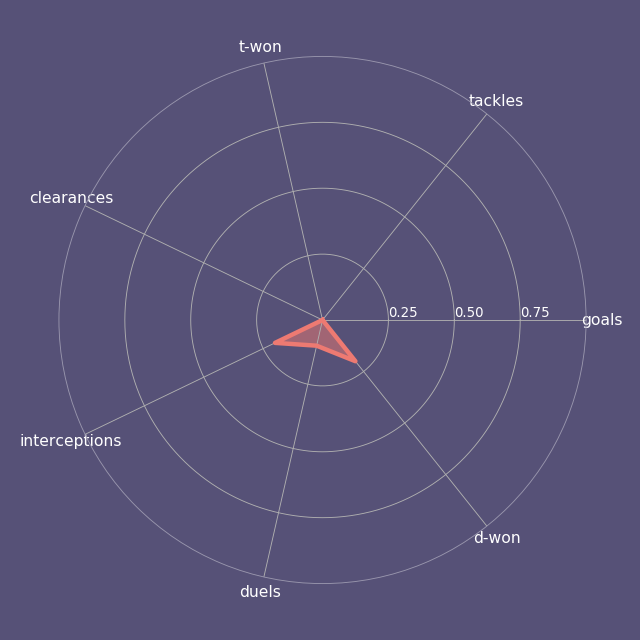 t-won
tackles
clearances
0.25
0.50
0.75
goals
interceptions
d-won
duels